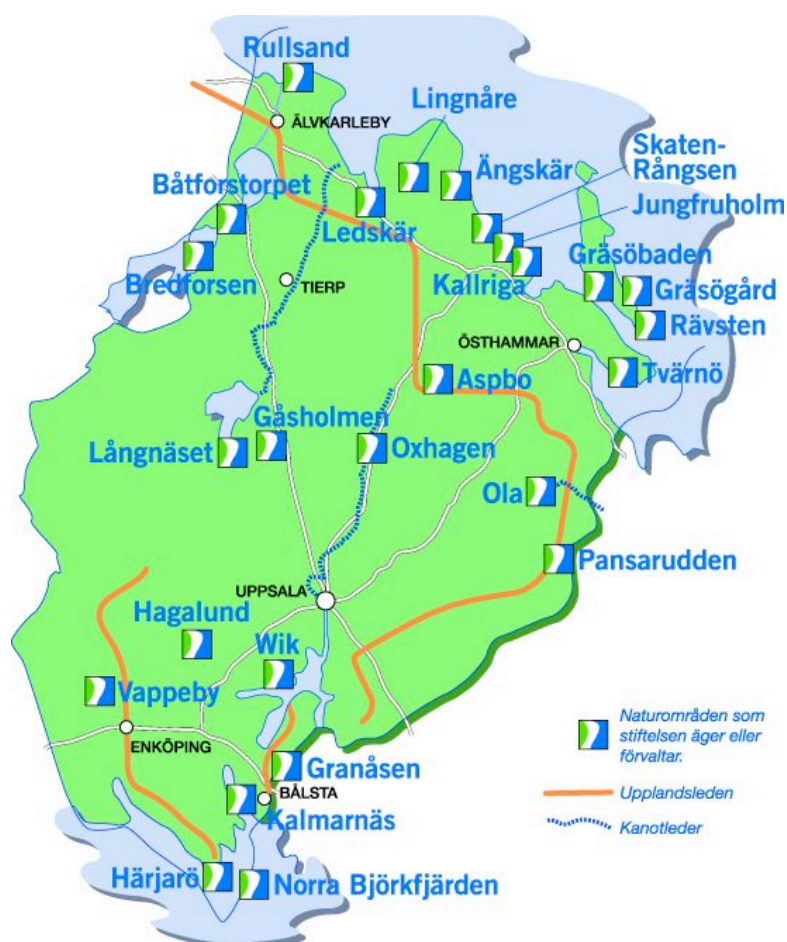 Rullsand
Lingnåre
ÄLVKARLEBY
Skaten-
Rångsen
Ängskär
Båtforstorpet
Jungfruholm
Ledskär
Gräsöbaden
Bredforsen
Kallriga
TIERP
Gräsögård
Rävsten
ÖSTHAMMAR
Aspbo
Tvärnö
Gåsholmen
Långnäset
Oxhagen
Ola
Pansarudden
UPPSALA
Hagalund
Wik
Vappeby
Naturområden som
stiftelsen äger eller
förvaltar.
ENKÖPING
Granåsen
BÅLSTA
Upplandsleden
Kalmarnäs
Kanotleder
Härjarö
Norra Björkfjärden